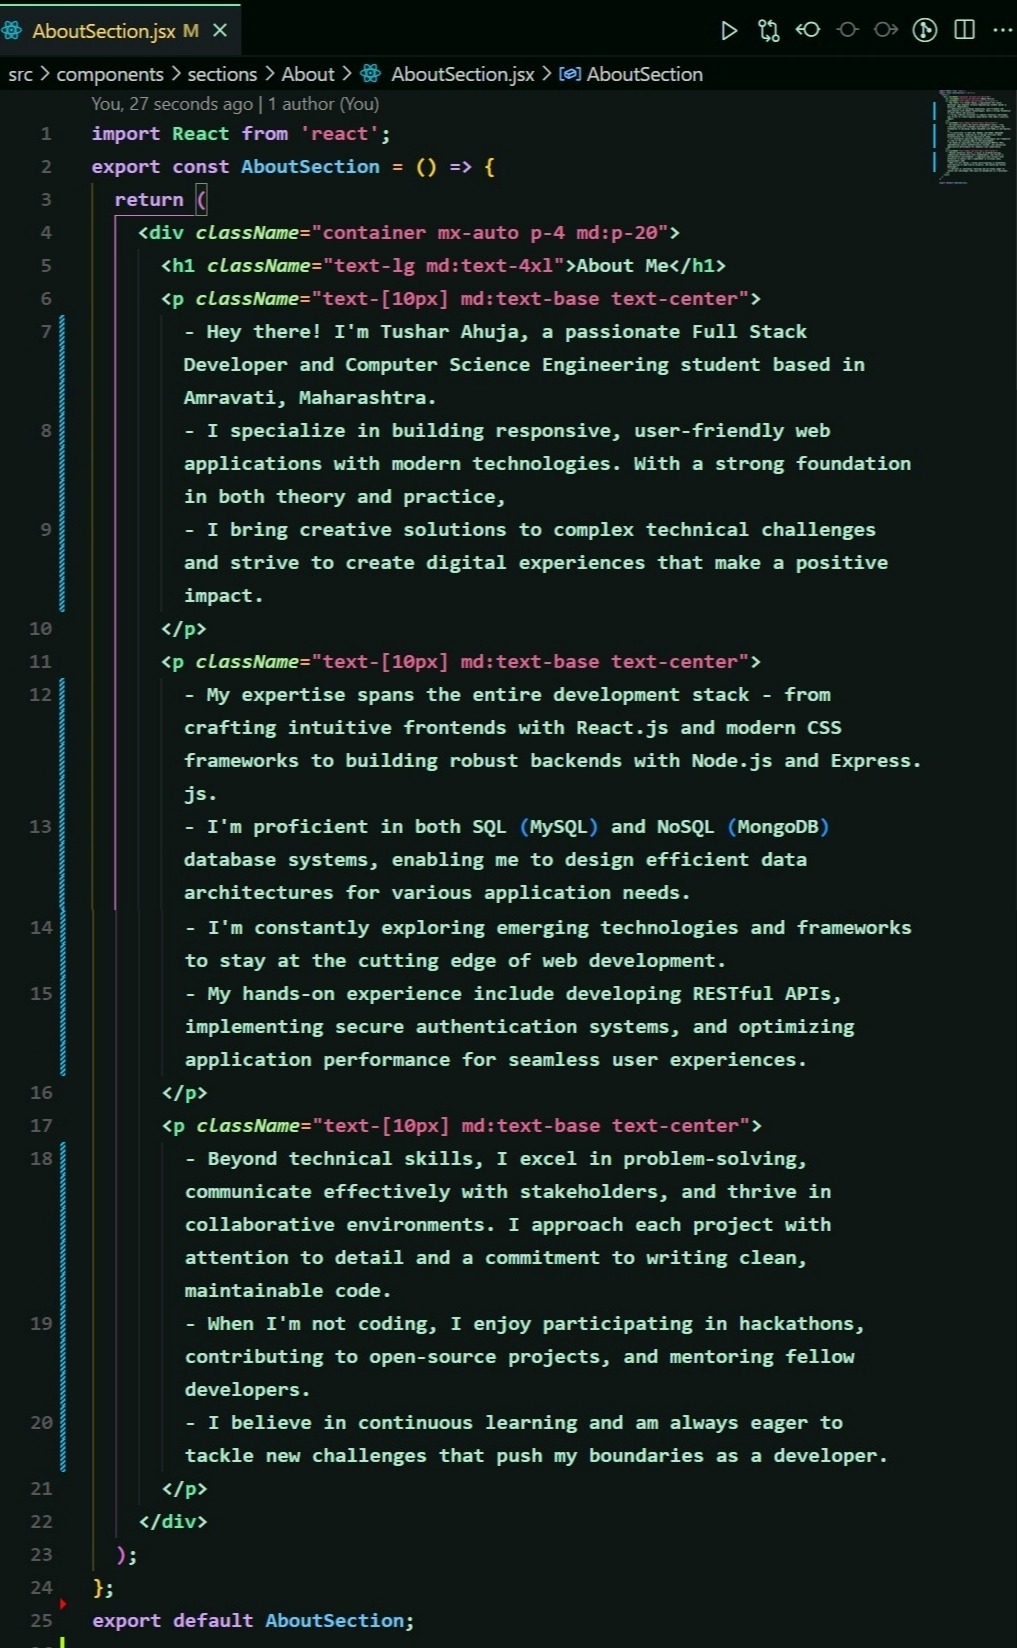 AboutSection.jsx M
src > components > sections > About > AboutSection.jsx > AboutSection
You, 27 seconds ago | 1 author (You)
1 import React from 'react';
2 export const AboutSection = () => {
3 return (
4 <div className="container mx-auto p-4 md:p-20">
5 <h1 className="text-lg md:text-4xl">About Me</h1>
6 <p className="text-[10px] md:text-base text-center">
7 - Hey there! I'm Tushar Ahuja, a passionate Full Stack
Developer and Computer Science Engineering student based in
Amravati, Maharashtra.
8 - I specialize in building responsive, user-friendly web
applications with modern technologies. With a strong foundation
in both theory and practice,
9 - I bring creative solutions to complex technical challenges
and strive to create digital experiences that make a positive
impact.
10 </p>
11 <p className="text-[10px] md:text-base text-center">
12 - My expertise spans the entire development stack - from
crafting intuitive frontends with React.js and modern CSS
frameworks to building robust backends with Node.js and Express.
js.
13 - I'm proficient in both SQL (MySQL) and NoSQL (MongoDB)
database systems, enabling me to design efficient data
architectures for various application needs.
14 - I'm constantly exploring emerging technologies and frameworks
to stay at the cutting edge of web development.
15 - My hands-on experience include developing RESTful APIs,
implementing secure authentication systems, and optimizing
application performance for seamless user experiences.
16 </p>
17 <p className="text-[10px] md:text-base text-center">
18 - Beyond technical skills, I excel in problem-solving,
communicate effectively with stakeholders, and thrive in
collaborative environments. I approach each project with
attention to detail and a commitment to writing clean,
maintainable code.
19 - When I'm not coding, I enjoy participating in hackathons,
contributing to open-source projects, and mentoring fellow
developers.
20 - I believe in continuous learning and am always eager to
tackle new challenges that push my boundaries as a developer.
21 </p>
22 </div>
23 );
24 };
25 export default AboutSection;